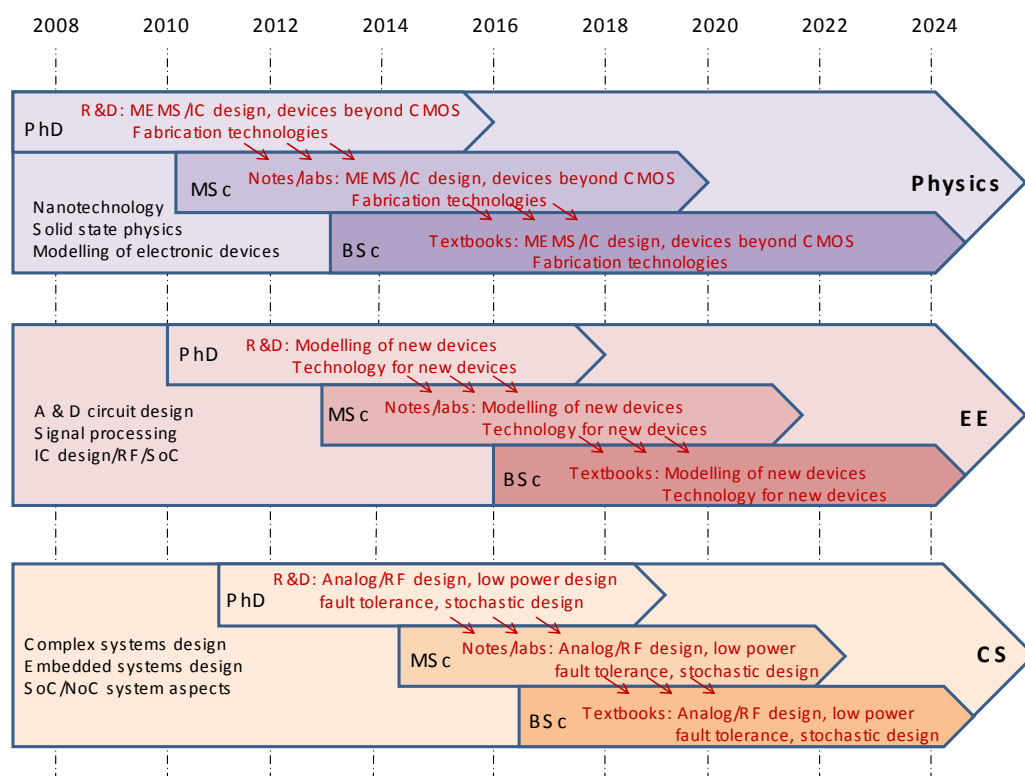 2008 2010 2012 2014 2016 2018 2020 2022 2024
R&D: MEMS/IC design, devices beyond CMOS
PhD
Fabrication technologies
MSc
Notes/labs: MEMS/IC design, devices beyond CMOS
Fabrication technologies
Physics
Nanotechnology
Solid state physics
Modelling of electronic devices
BSc
Textbooks: MEMS/IC design, devices beyond CMOS
Fabrication technologies
PhD
R&D: Modelling of new devices
Technology for new devices
MSc
Notes/labs: Modelling of new devices
Technology for new devices
EE
A & D circuit design
Signal processing
IC design/RF/SoC
BSc
Textbooks: Modelling of new devices
Technology for new devices
R&D: Analog/RF design, low power design
PhD
fault tolerance, stochastic design
MSc
Notes/labs: Analog/RF design, low power
fault tolerance, stochastic design
CS
Complex systems design
Embedded systems design
SoC/NoC system aspects
BSc
Textbooks: Analog/RF design, low power
fault tolerance, stochastic design